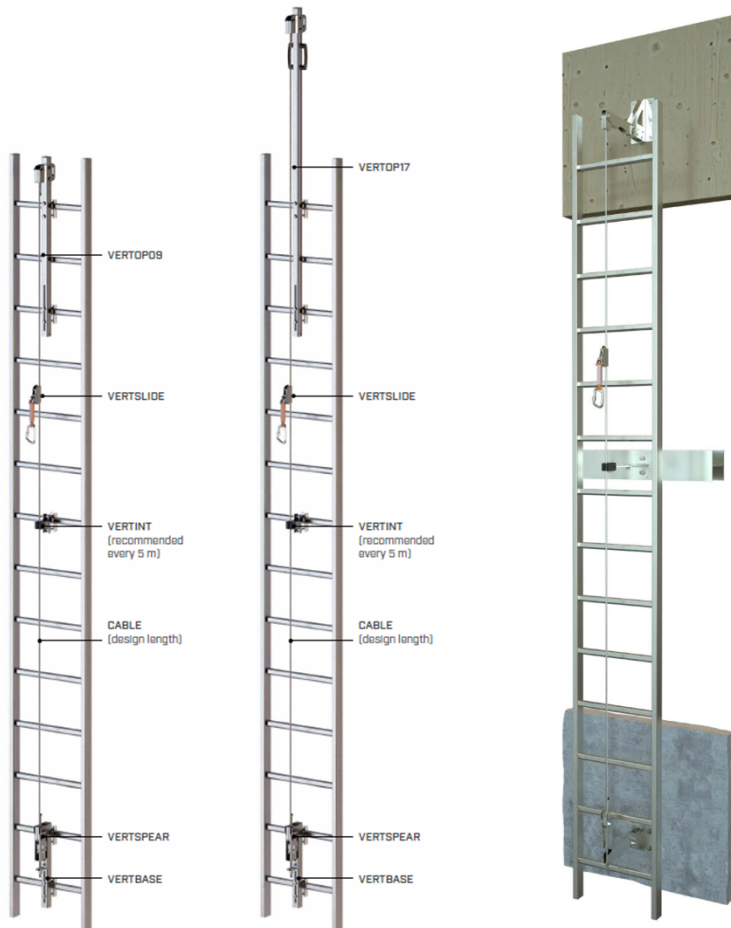 VERTOP17
VERTOP09
VERTSLIDE
VERTSLIDE
VERTINT
(recommended
every 5 m)
VERTINT
(recommended
every 5 m)
CABLE
(design length)
CABLE
(design length)
VERTSPEAR
VERTSPEAR
VERTBASE
VERTBASE